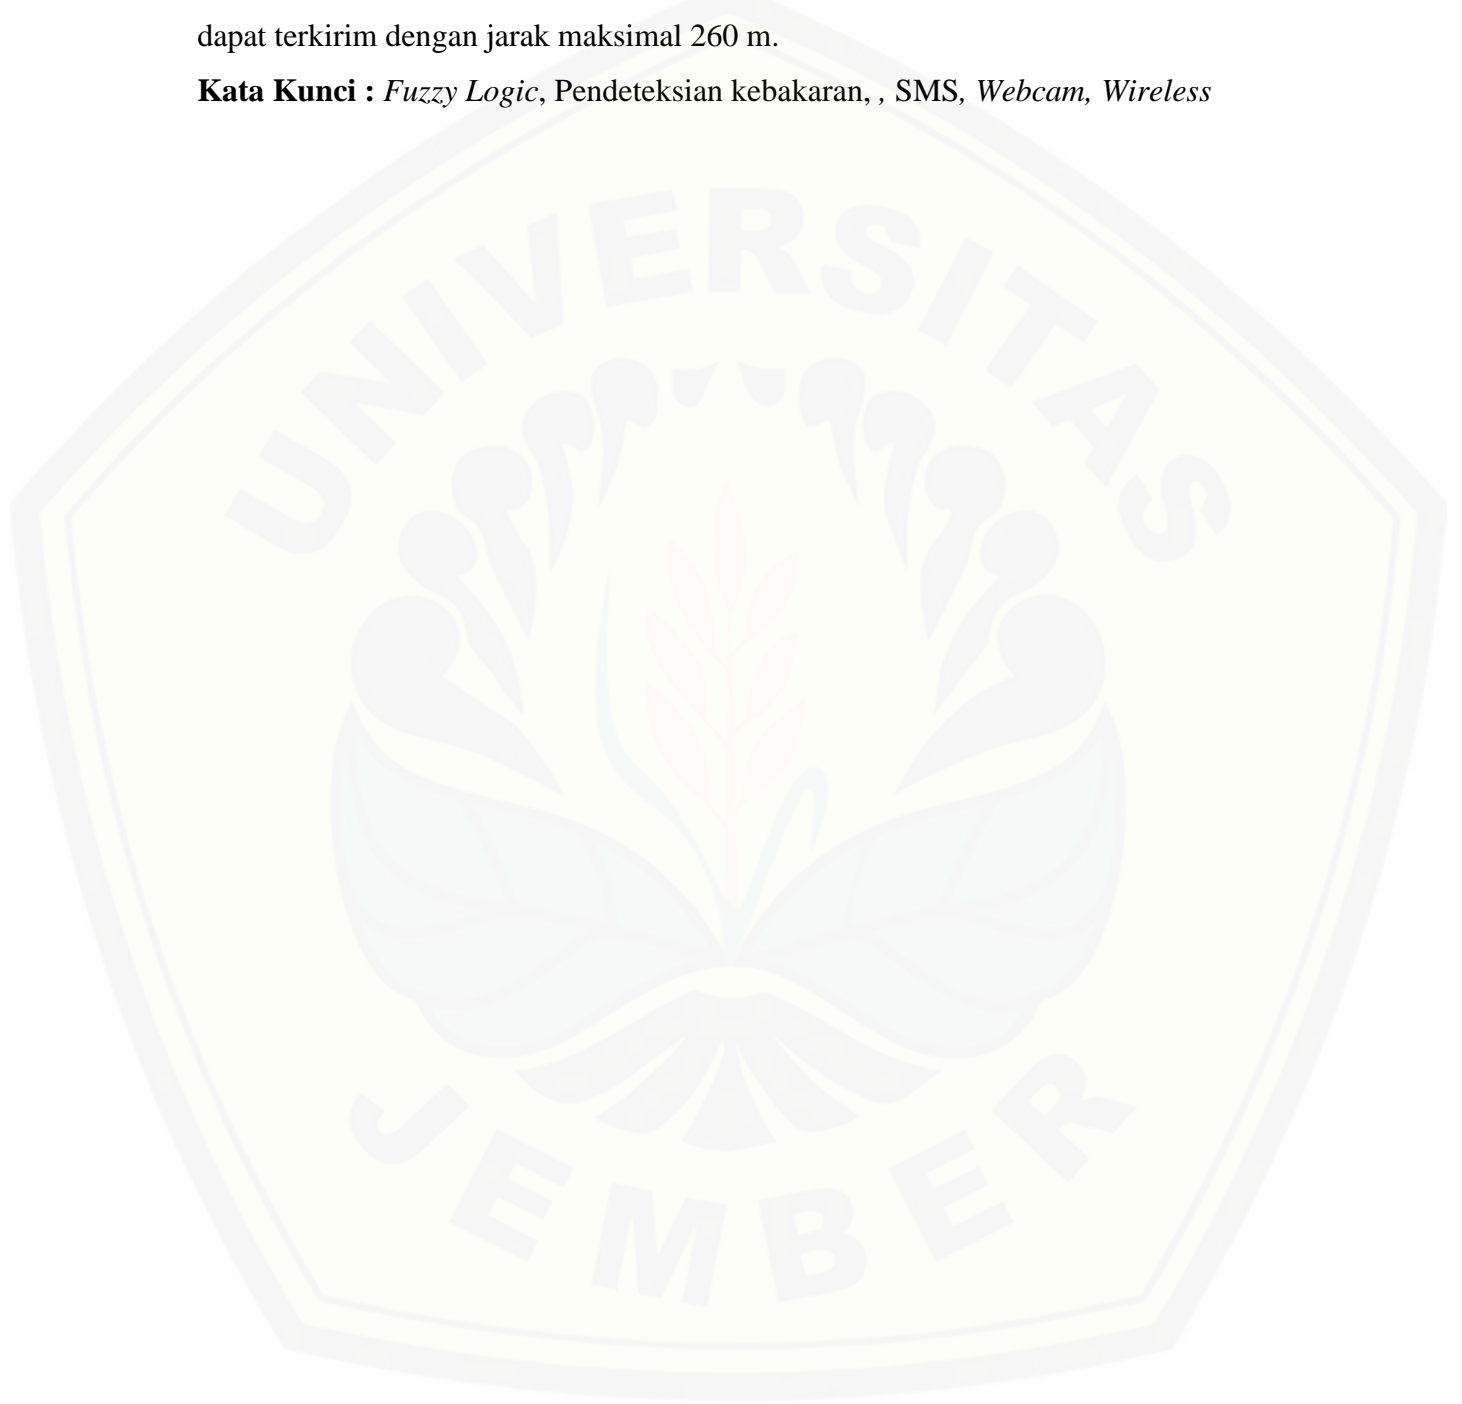 dapat terkirim dengan jarak maksimal 260 m.
Kata Kunci : Fuzzy Logic, Pendeteksian kebakaran, , SMS, Webcam, Wireless
UNIVERSITAS
JEMBER